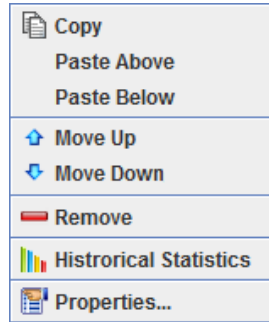 Copy
Paste Above
Paste Below
Move Up
Move Down
Remove
Histrorical Statistics
Properties...